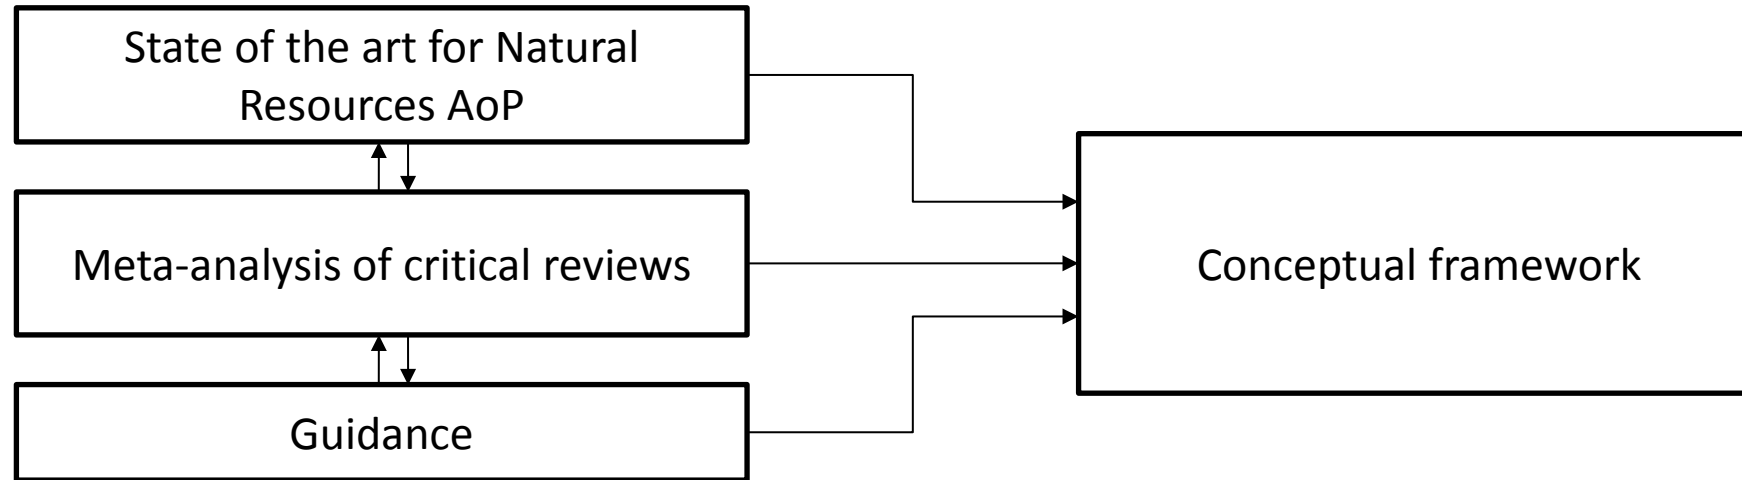 State of the art for Natural
Resources AoP
Meta-analysis of critical reviews
Conceptual framework
Guidance